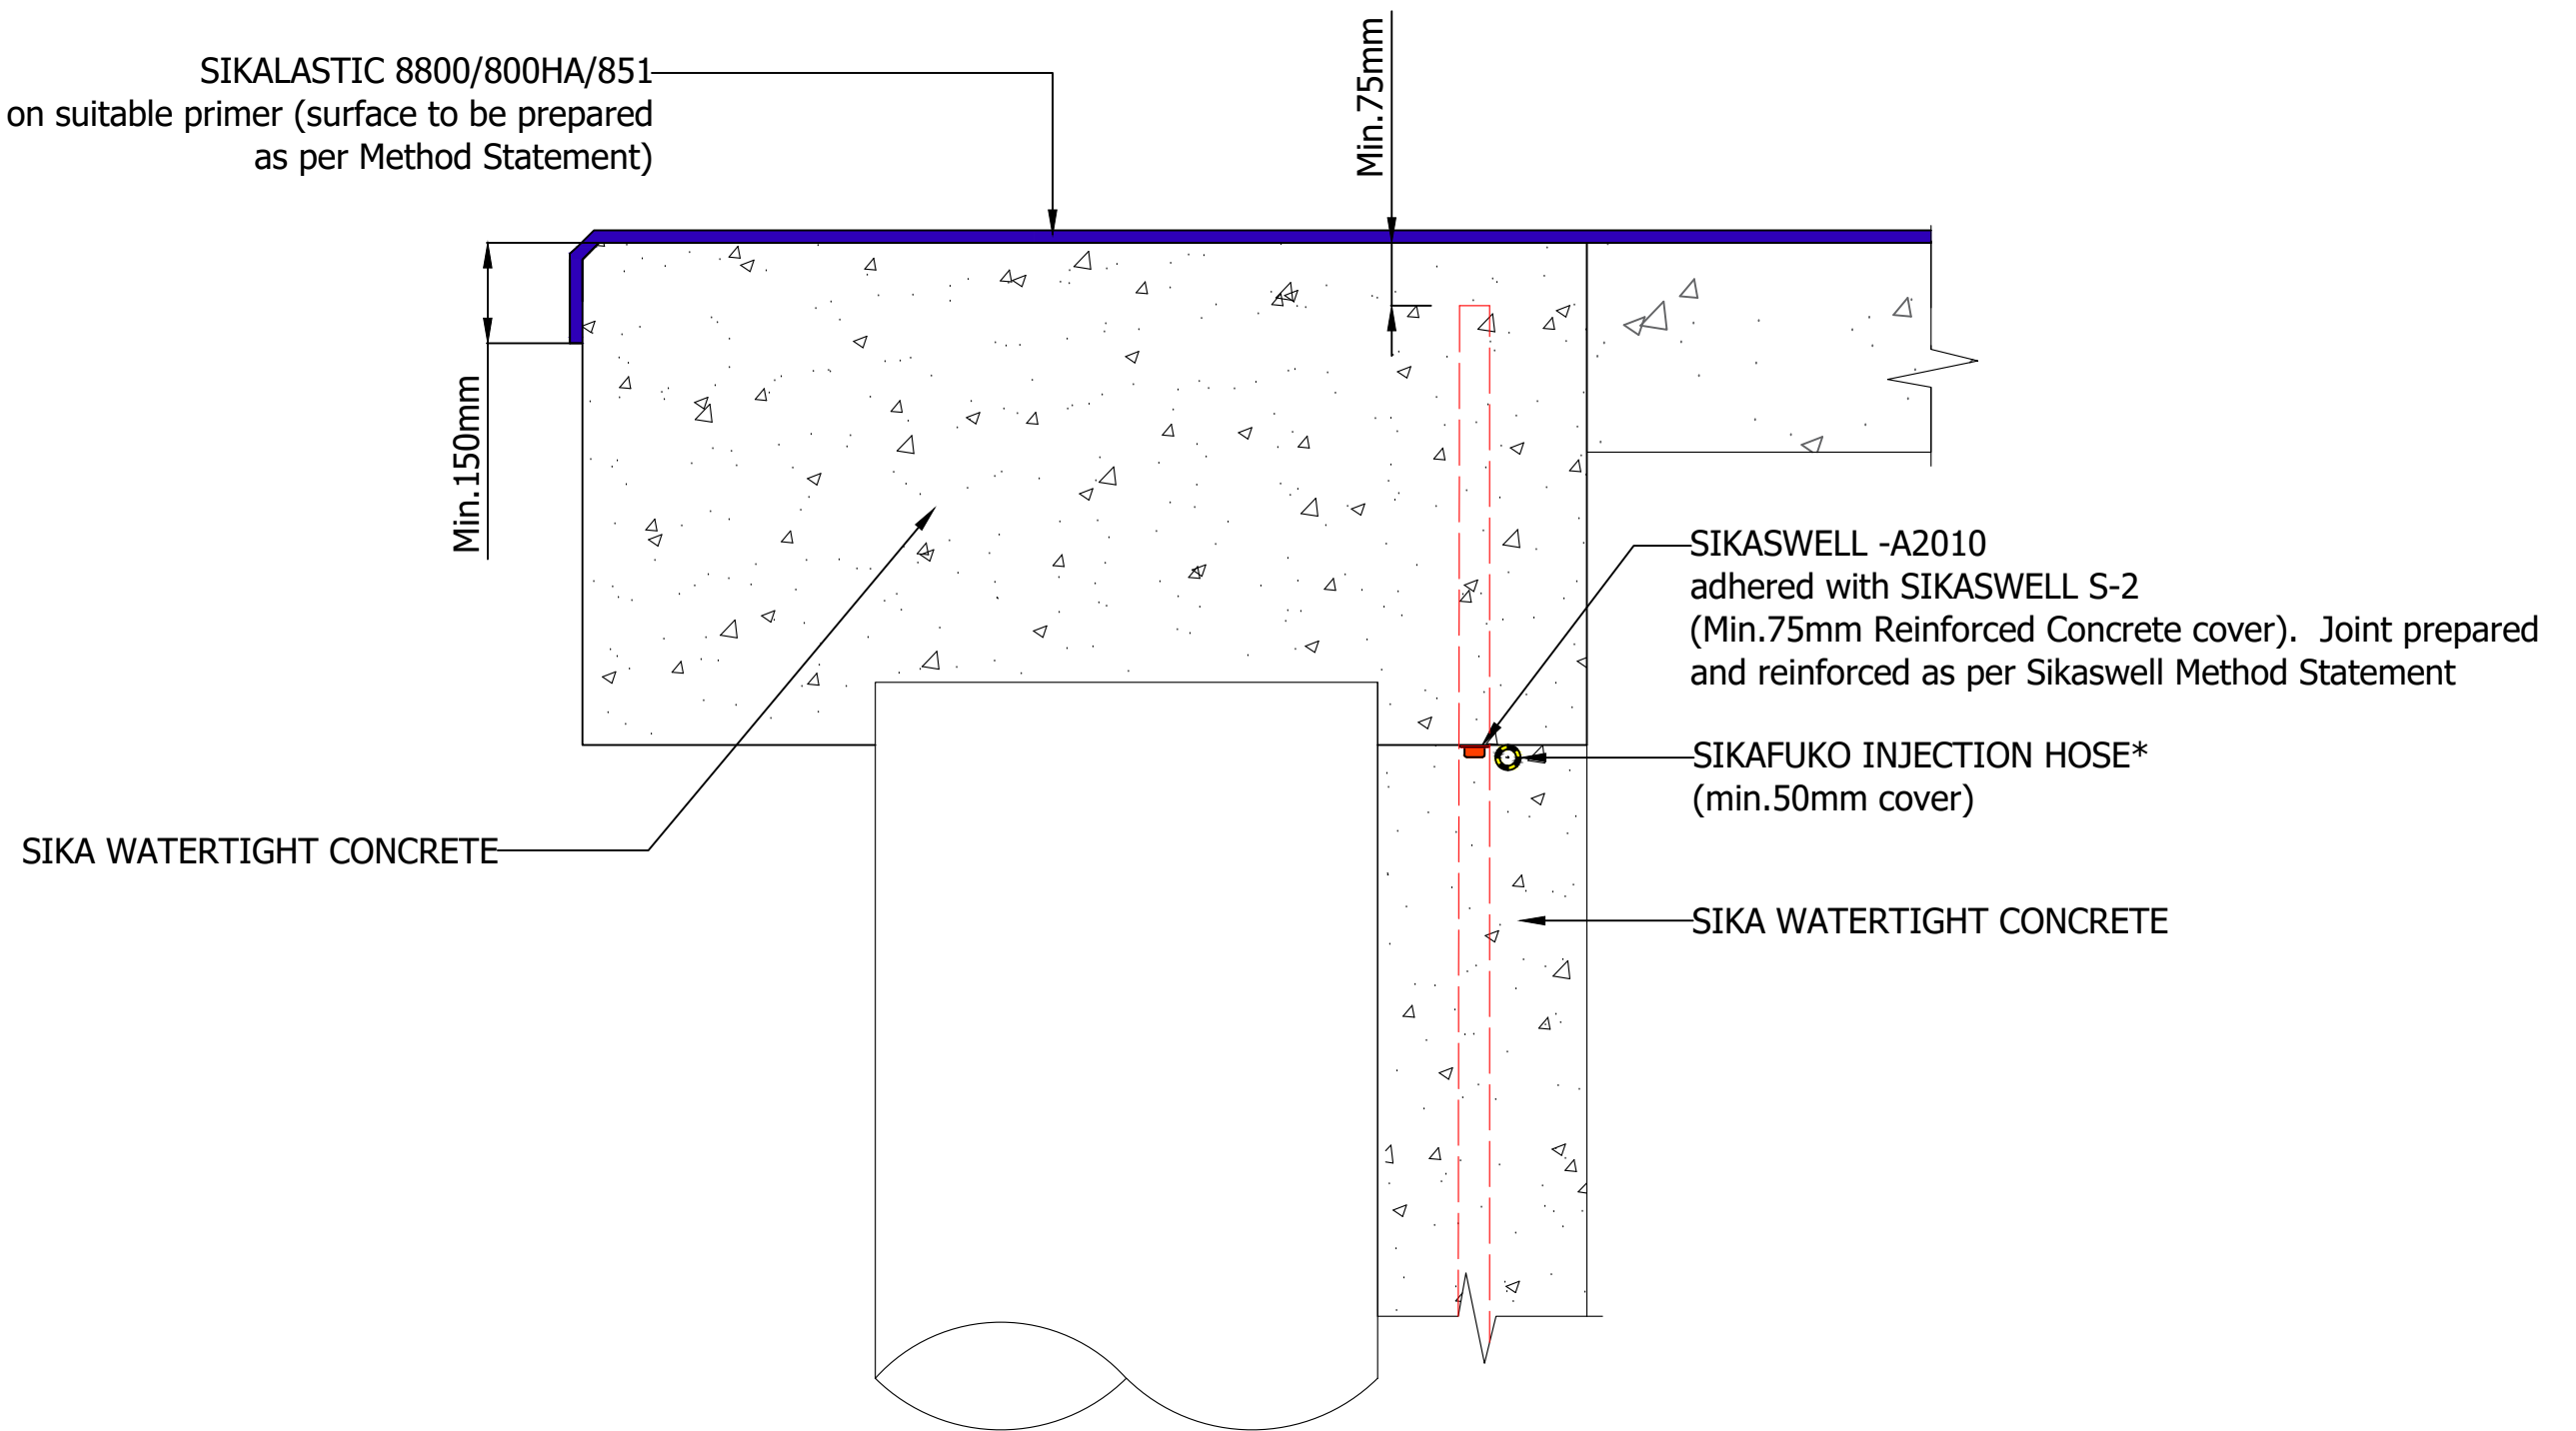 SIKALASTIC 8800/800HA/851
on suitable primer (surface to be prepared
as per Method Statement)
Min.75mm
Min.150mm
SIKASWELL -A2010
adhered with SIKASWELL S-2
(Min.75mm Reinforced Concrete cover).  Joint prepared
and reinforced as per Sikaswell Method Statement
SIKAFUKO INJECTION HOSE*
(min.50mm cover)
SIKA WATERTIGHT CONCRETE
SIKA WATERTIGHT CONCRETE